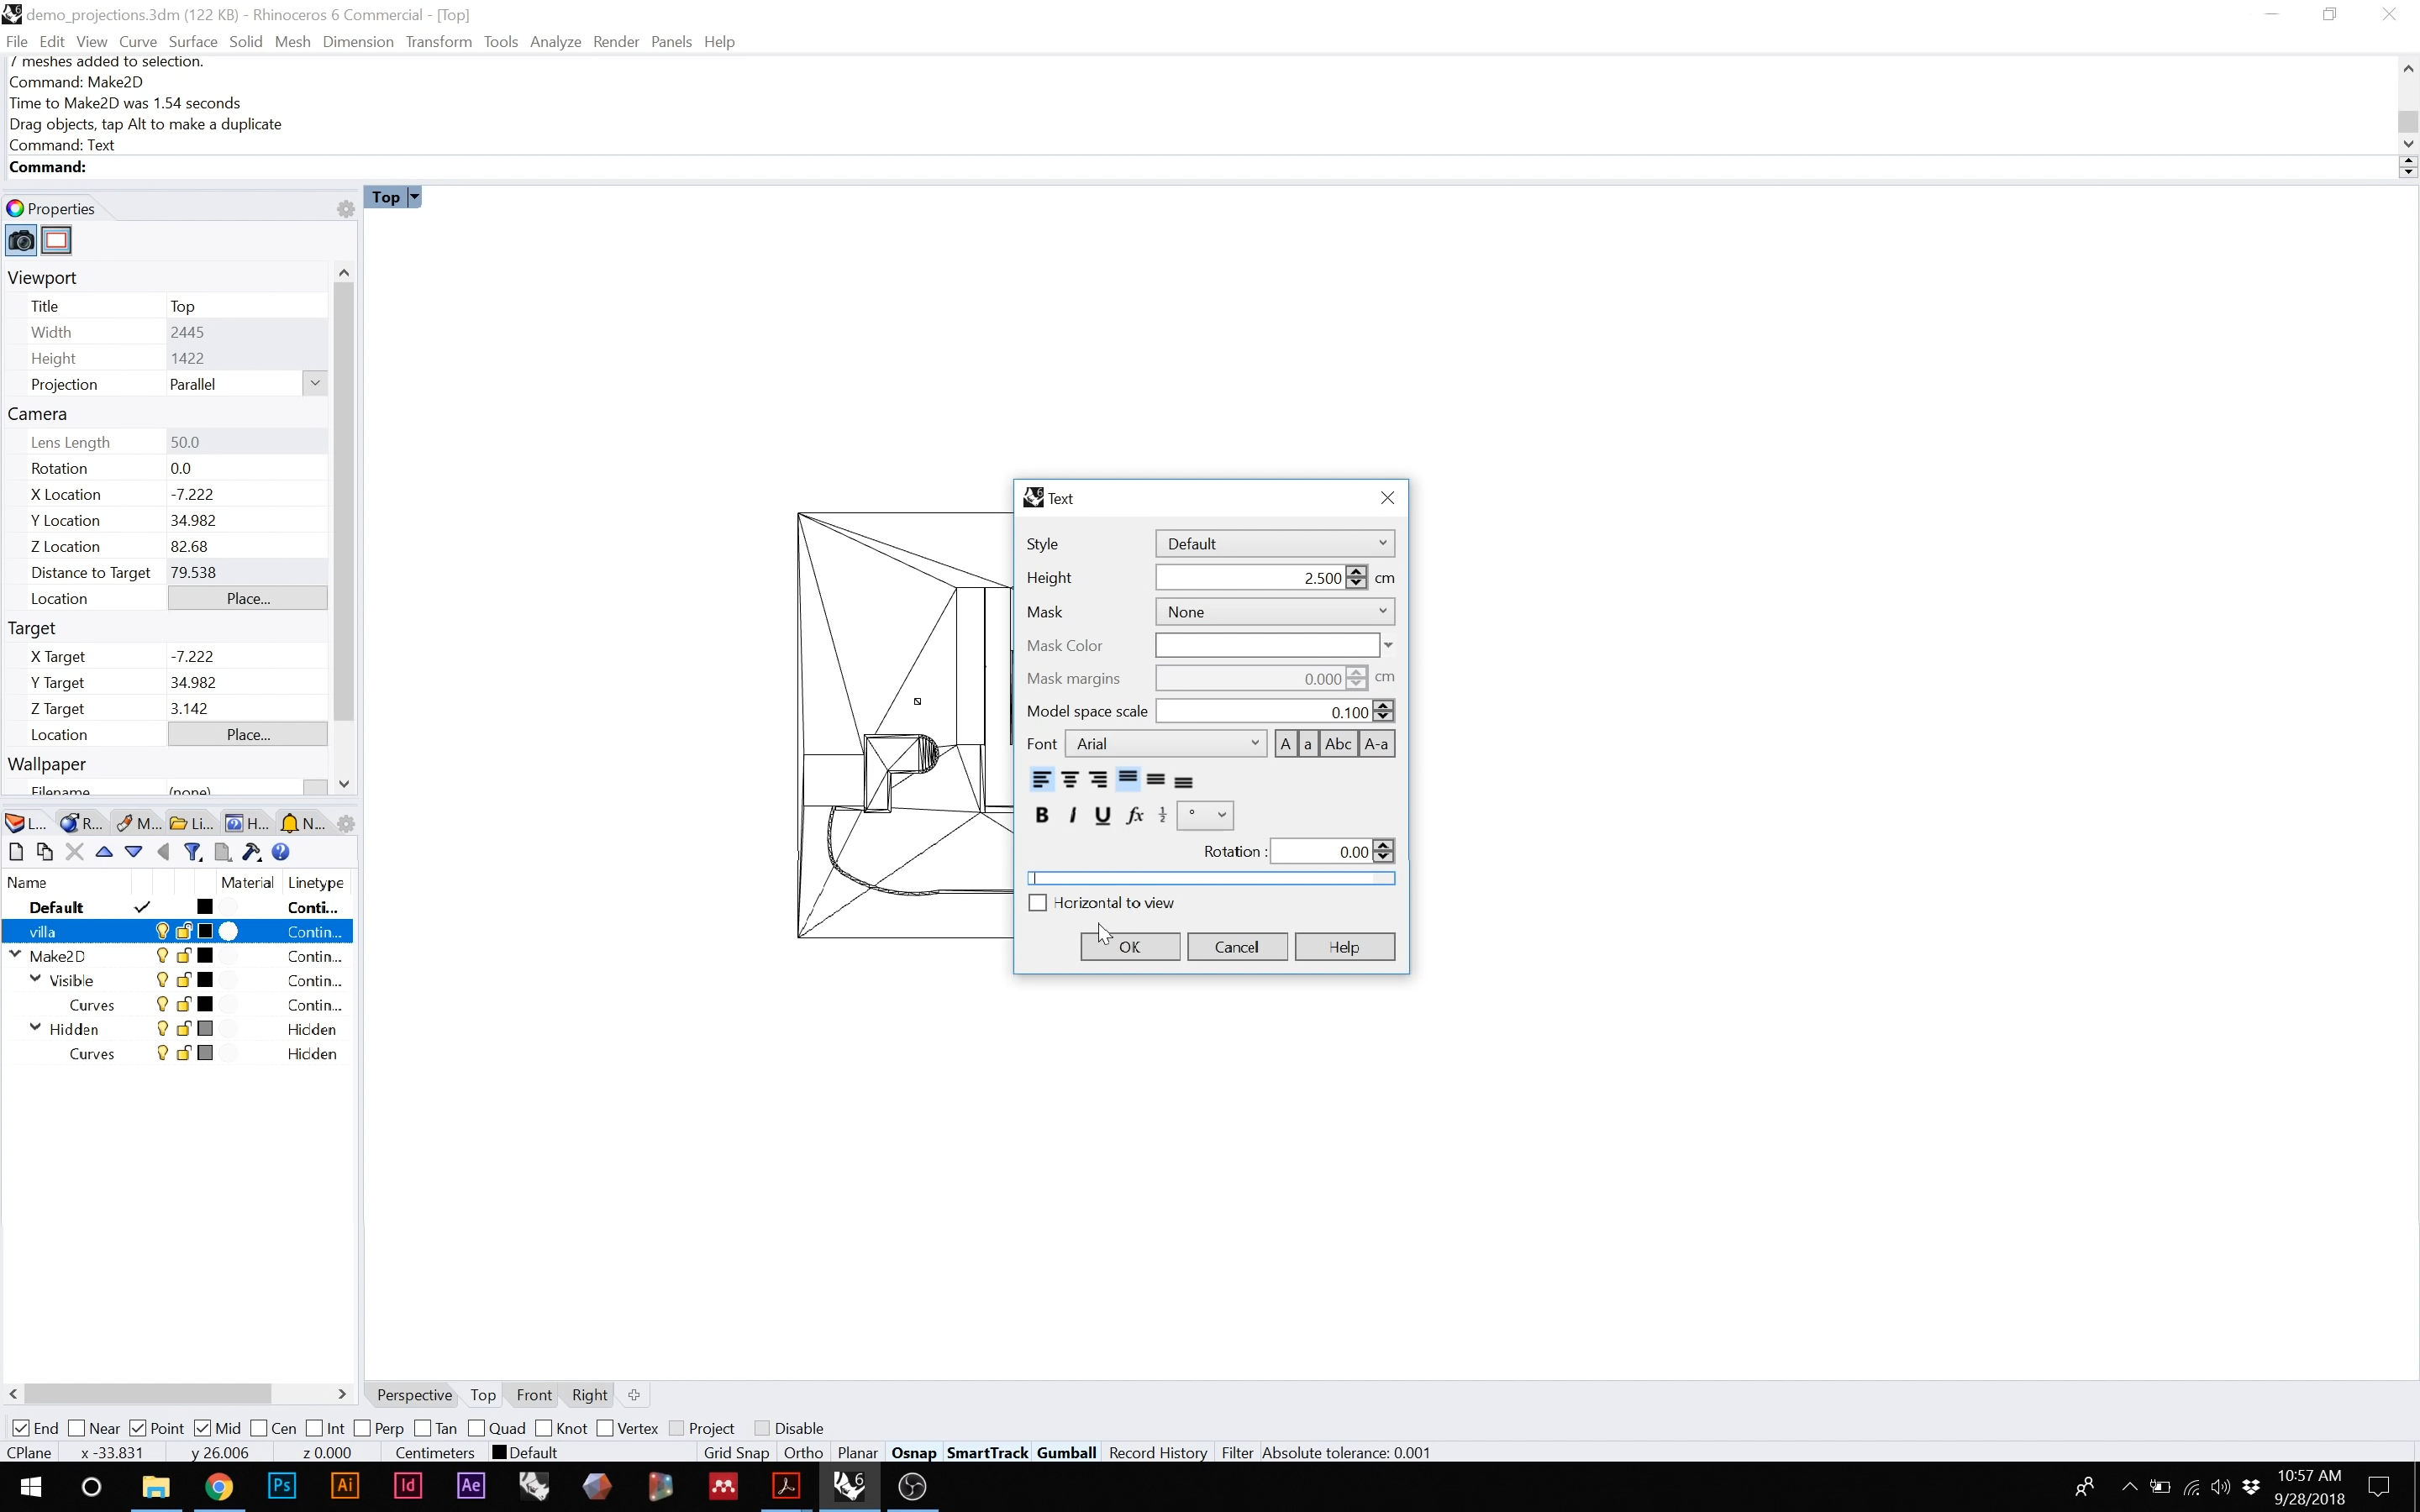 demo_projections.3dm (122 KB) - Rhinoceros 6 Commercial - [Top]
File Edit View Curve Surface Solid Mesh Dimension Transform Tools Analyze Render Panels Help
7 meshes added to selection.
Command: Make2D
Time to Make2D was 1.54 seconds
Drag objects, tap Alt to make a duplicate
Command: Text
Command:
Properties
Top
Viewport
Title Top
Width 2445
Height 1422
Projection Parallel
Camera
Lens Length 50.0
Rotation 0.0
X Location -7.222
Y Location 34.982
Z Location 82.68
Distance to Target 79.538
Location Place...
Target
X Target -7.222
Y Target 34.982
Z Target 3.142
Location Place...
Wallpaper
Filename (none)
L... R... M... Li... H... N...
Name Material Linetype
Default Conti...
villa Contin...
Make2D Contin...
Visible Contin...
Curves Contin...
Hidden Hidden
Curves Hidden
Text
Style Default
Height 2.500 cm
Mask None
Mask Color
Mask margins 0.000 cm
Model space scale 0.100
Font Arial A a Abc A-a
B I U fx ½ °
Rotation : 0.00
Horizontal to view
OK Cancel Help
Perspective Top Front Right
End Near Point Mid Cen Int Perp Tan Quad Knot Vertex Project Disable
CPlane x -33.831 y 26.006 z 0.000 Centimeters Default Grid Snap Ortho Planar Osnap SmartTrack Gumball Record History Filter Absolute tolerance: 0.001
Ps Ai Id Ae 6
10:57 AM
9/28/2018